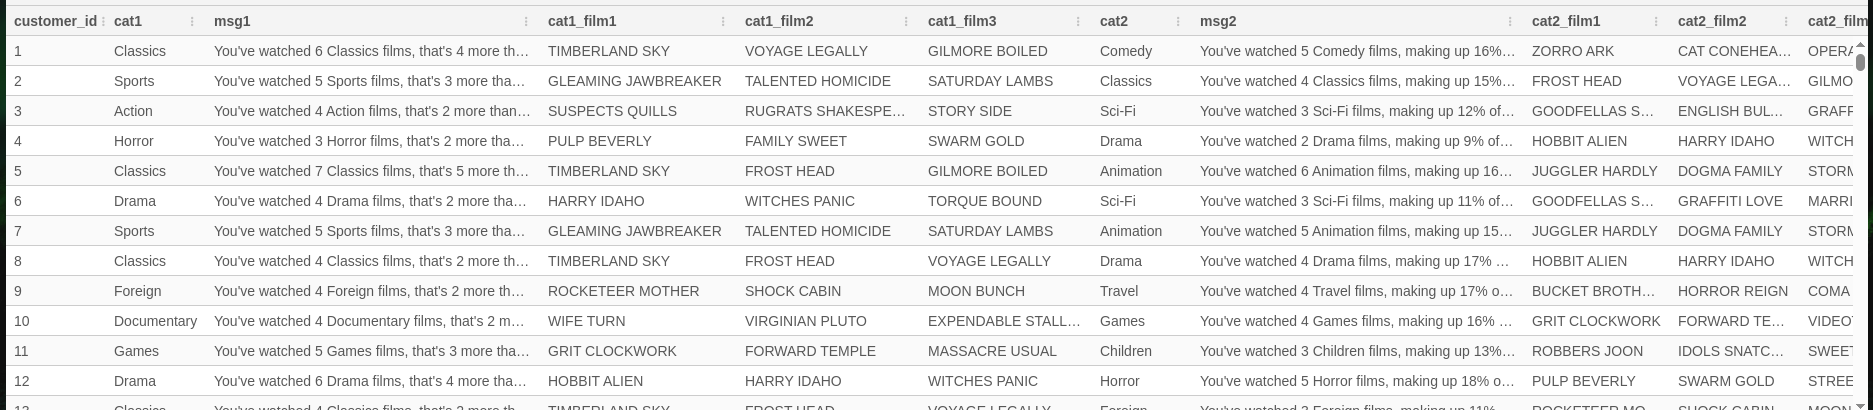 customer_id cat1 msg1 cat1_film1 cat1_film2 cat1_film3 cat2 msg2 cat2_film1 cat2_film2 cat2_film
1 Classics You've watched 6 Classics films, that's 4 more th… TIMBERLAND SKY VOYAGE LEGALLY GILMORE BOILED Comedy You've watched 5 Comedy films, making up 16%… ZORRO ARK CAT CONEHEA… OPERA
2 Sports You've watched 5 Sports films, that's 3 more tha… GLEAMING JAWBREAKER TALENTED HOMICIDE SATURDAY LAMBS Classics You've watched 4 Classics films, making up 15%… FROST HEAD VOYAGE LEGA… GILMO
3 Action You've watched 4 Action films, that's 2 more than… SUSPECTS QUILLS RUGRATS SHAKESPE… STORY SIDE Sci-Fi You've watched 3 Sci-Fi films, making up 12% of… GOODFELLAS S… ENGLISH BUL… GRAFF
4 Horror You've watched 3 Horror films, that's 2 more tha… PULP BEVERLY FAMILY SWEET SWARM GOLD Drama You've watched 2 Drama films, making up 9% of… HOBBIT ALIEN HARRY IDAHO WITCH
5 Classics You've watched 7 Classics films, that's 5 more th… TIMBERLAND SKY FROST HEAD GILMORE BOILED Animation You've watched 6 Animation films, making up 16… JUGGLER HARDLY DOGMA FAMILY STORM
6 Drama You've watched 4 Drama films, that's 2 more tha… HARRY IDAHO WITCHES PANIC TORQUE BOUND Sci-Fi You've watched 3 Sci-Fi films, making up 11% of… GOODFELLAS S… GRAFFITI LOVE MARRI
7 Sports You've watched 5 Sports films, that's 3 more tha… GLEAMING JAWBREAKER TALENTED HOMICIDE SATURDAY LAMBS Animation You've watched 5 Animation films, making up 15… JUGGLER HARDLY DOGMA FAMILY STORM
8 Classics You've watched 4 Classics films, that's 2 more th… TIMBERLAND SKY FROST HEAD VOYAGE LEGALLY Drama You've watched 4 Drama films, making up 17% … HOBBIT ALIEN HARRY IDAHO WITCH
9 Foreign You've watched 4 Foreign films, that's 2 more th… ROCKETEER MOTHER SHOCK CABIN MOON BUNCH Travel You've watched 4 Travel films, making up 17% o… BUCKET BROTH… HORROR REIGN COMA
10 Documentary You've watched 4 Documentary films, that's 2 m… WIFE TURN VIRGINIAN PLUTO EXPENDABLE STALL… Games You've watched 4 Games films, making up 16% … GRIT CLOCKWORK FORWARD TE… VIDEOT
11 Games You've watched 5 Games films, that's 3 more tha… GRIT CLOCKWORK FORWARD TEMPLE MASSACRE USUAL Children You've watched 3 Children films, making up 13%… ROBBERS JOON IDOLS SNATC… SWEET
12 Drama You've watched 6 Drama films, that's 4 more tha… HOBBIT ALIEN HARRY IDAHO WITCHES PANIC Horror You've watched 5 Horror films, making up 18% o… PULP BEVERLY SWARM GOLD STREE